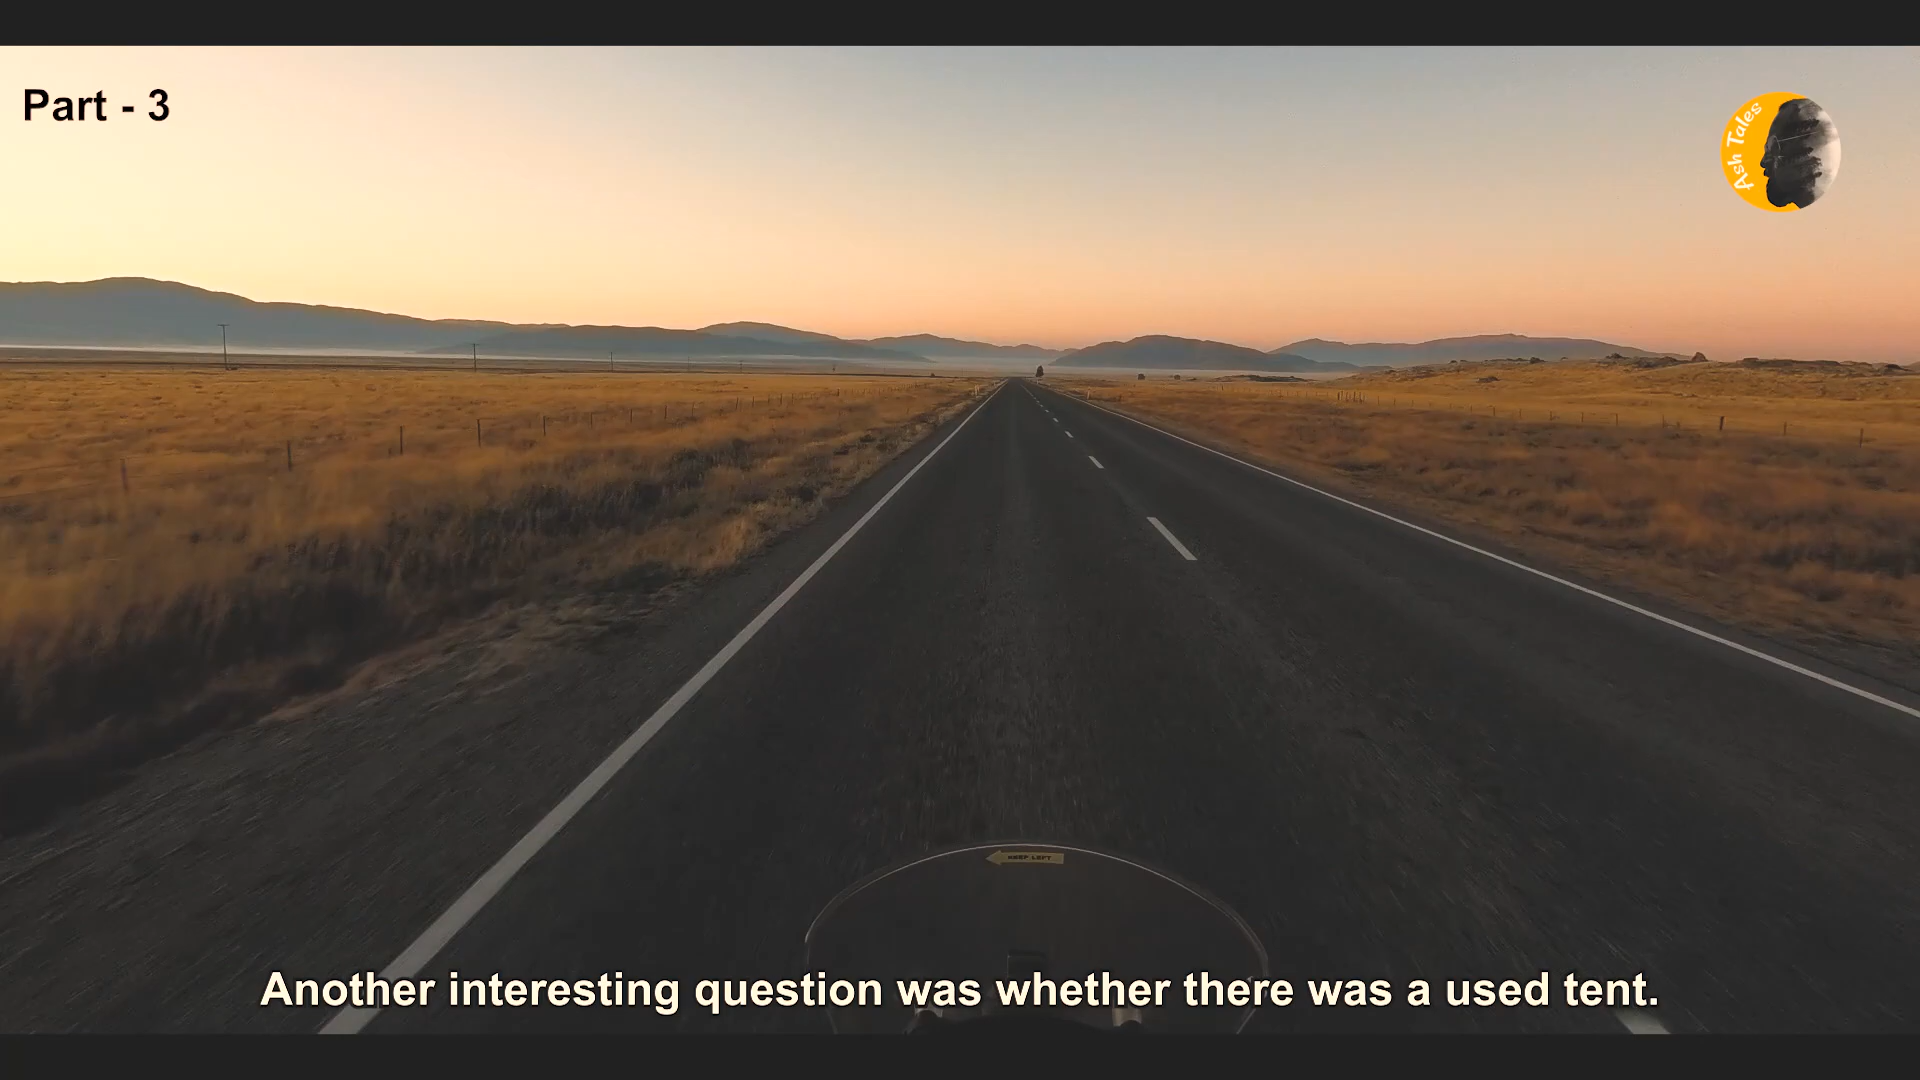 Part - 3
Ash Tales
KEEP LEFT
Another interesting question was whether there was a used tent.